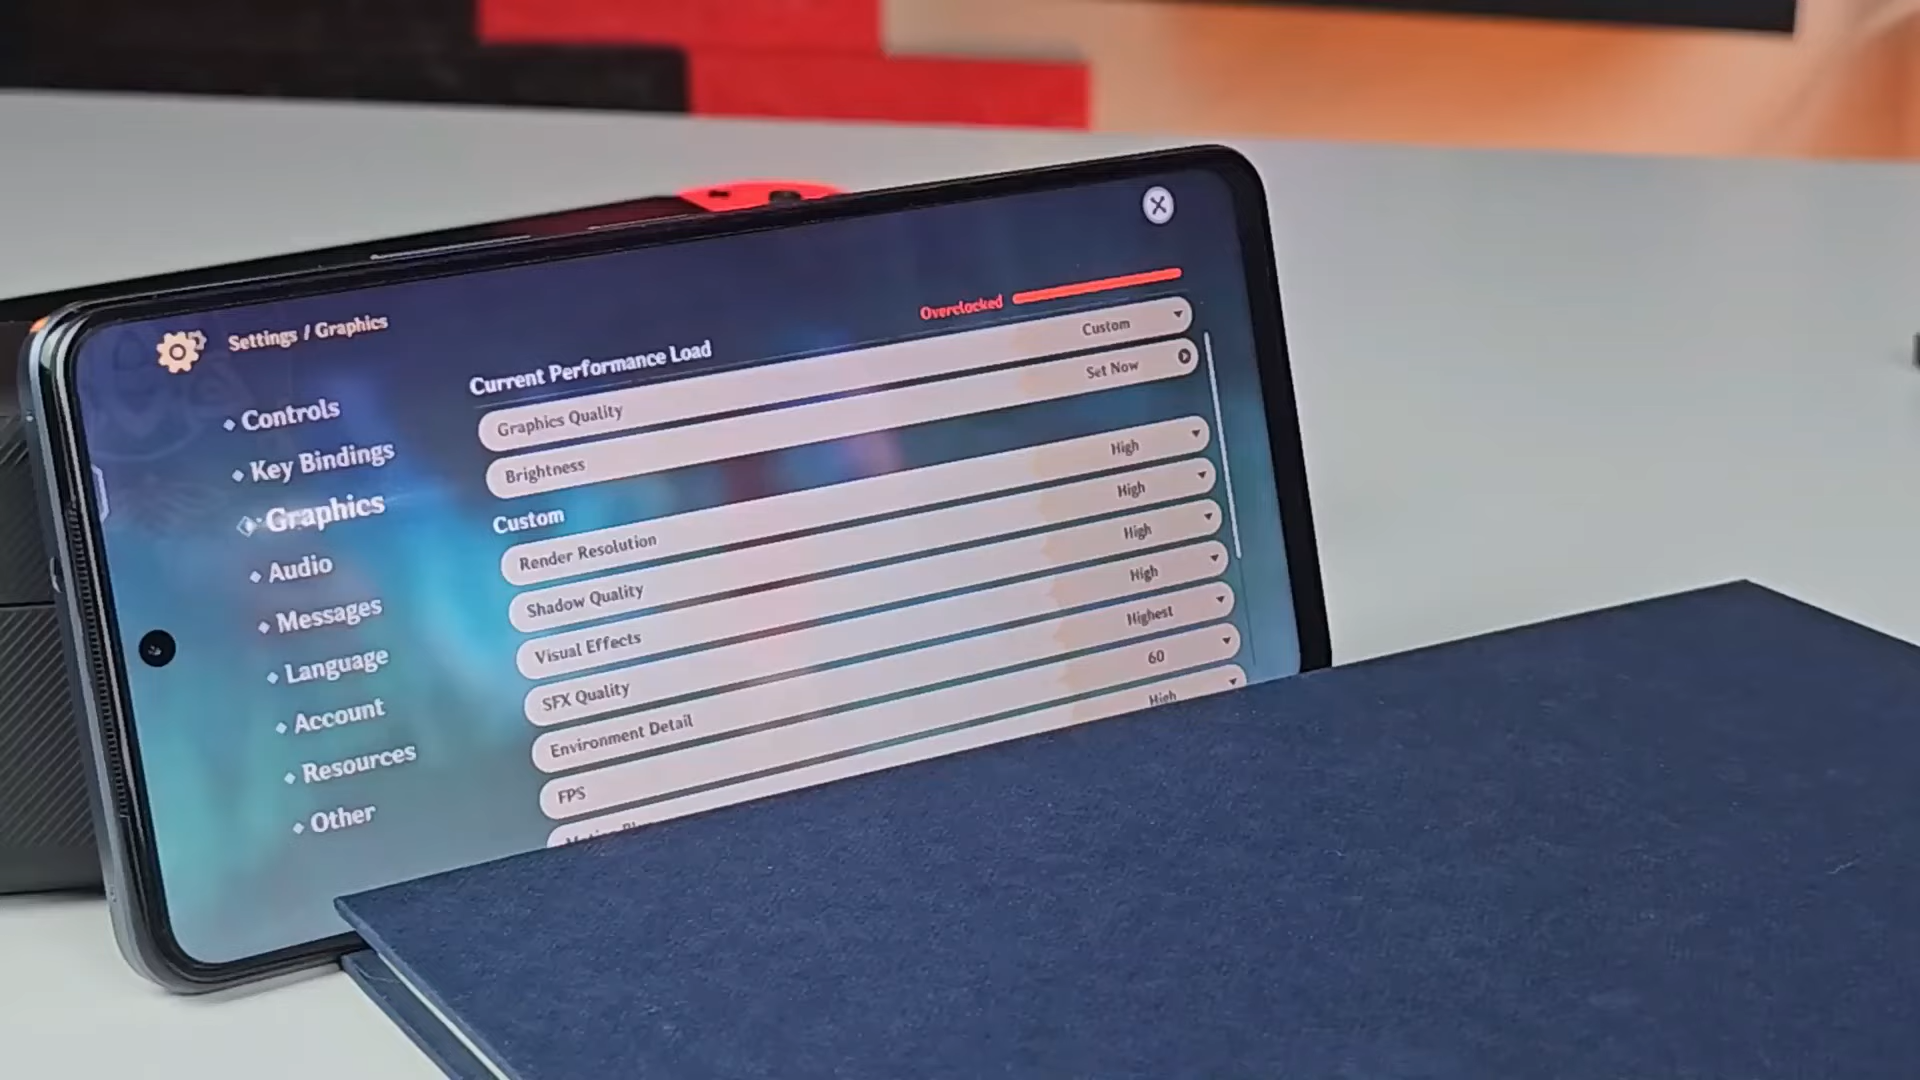 Settings / Graphics
Controls
Key Bindings
Graphics
Audio
Messages
Language
Account
Resources
Other
Current Performance Load
Overclocked
Graphics Quality
Custom
Brightness
Set Now
Custom
Render Resolution
High
Shadow Quality
High
Visual Effects
High
SFX Quality
High
Environment Detail
Highest
FPS
60
High